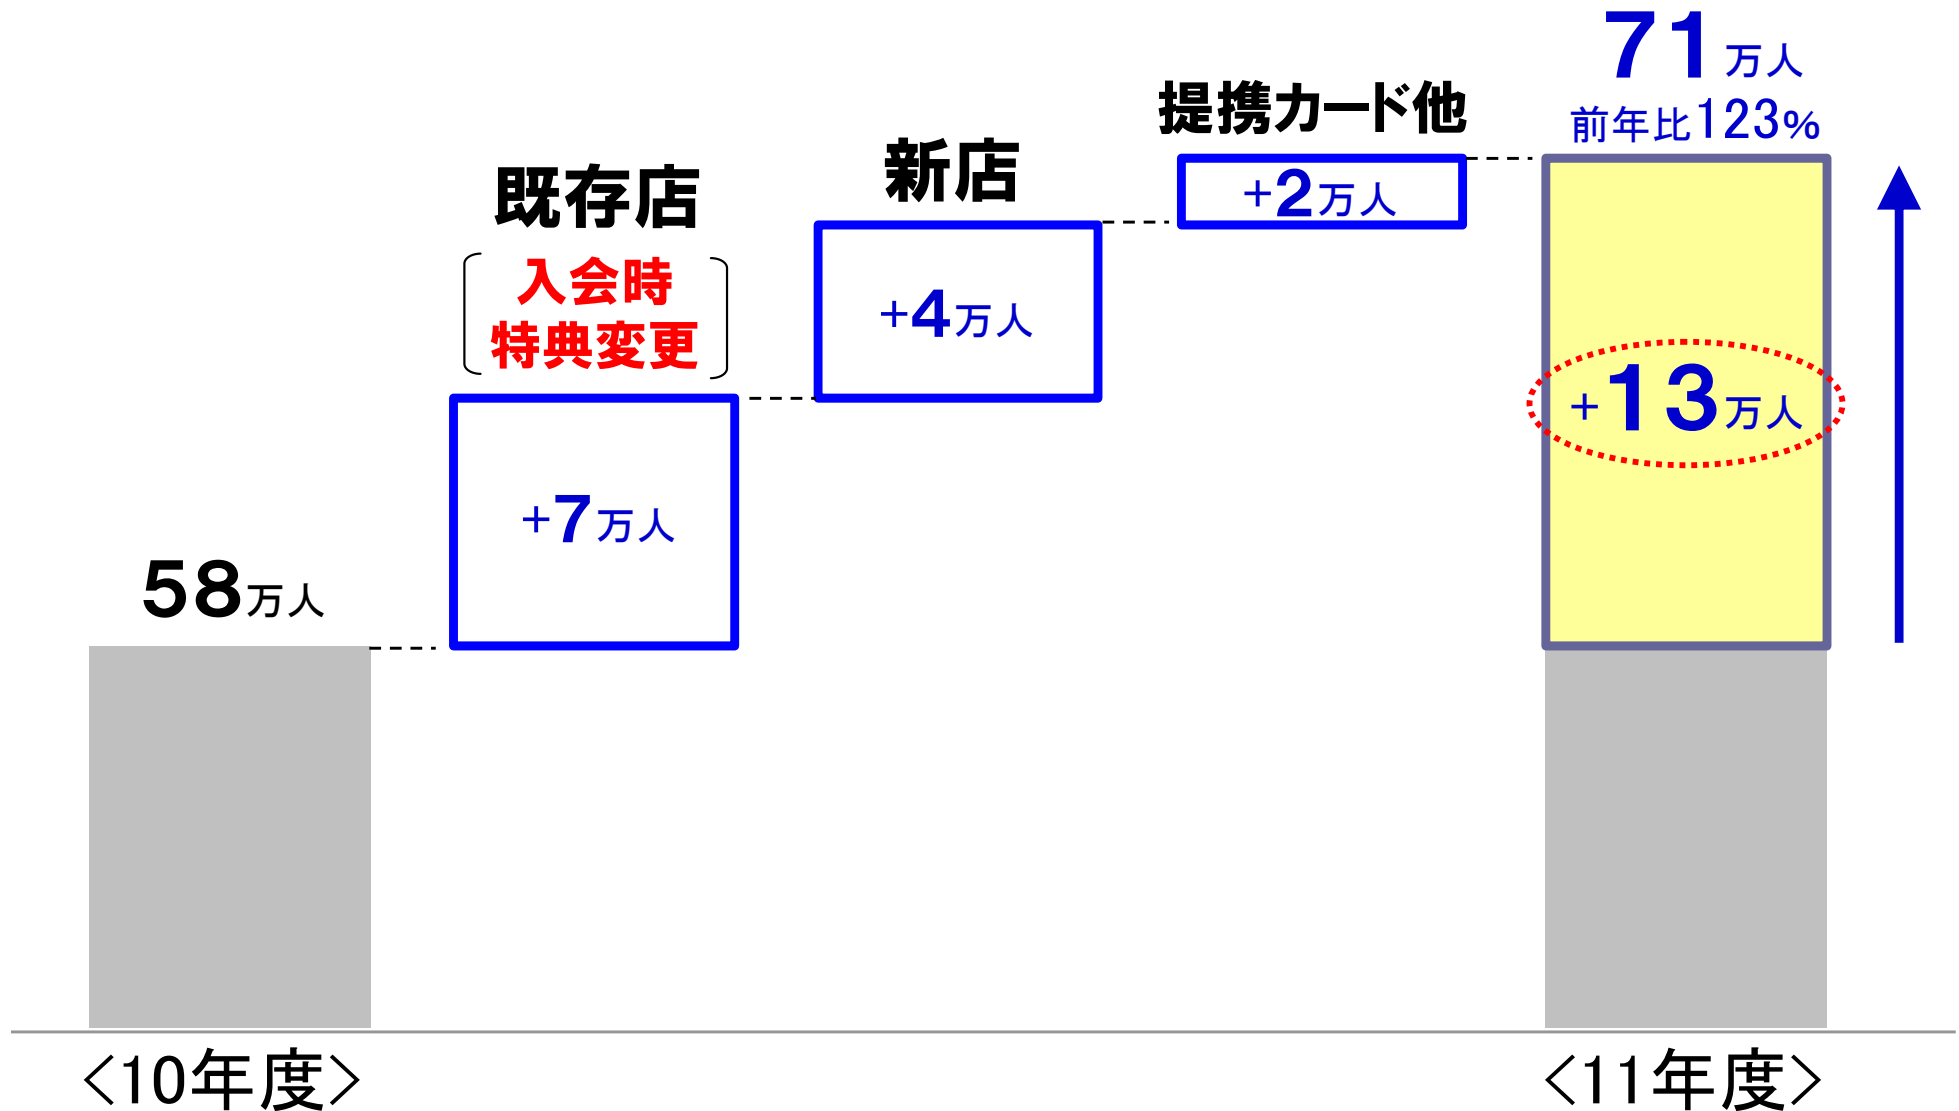 58万人
<10年度>
既存店
入会時
特典変更
+7万人
新店
+4万人
提携カード他
+2万人
71万人
前年比123%
+13万人
<11年度>